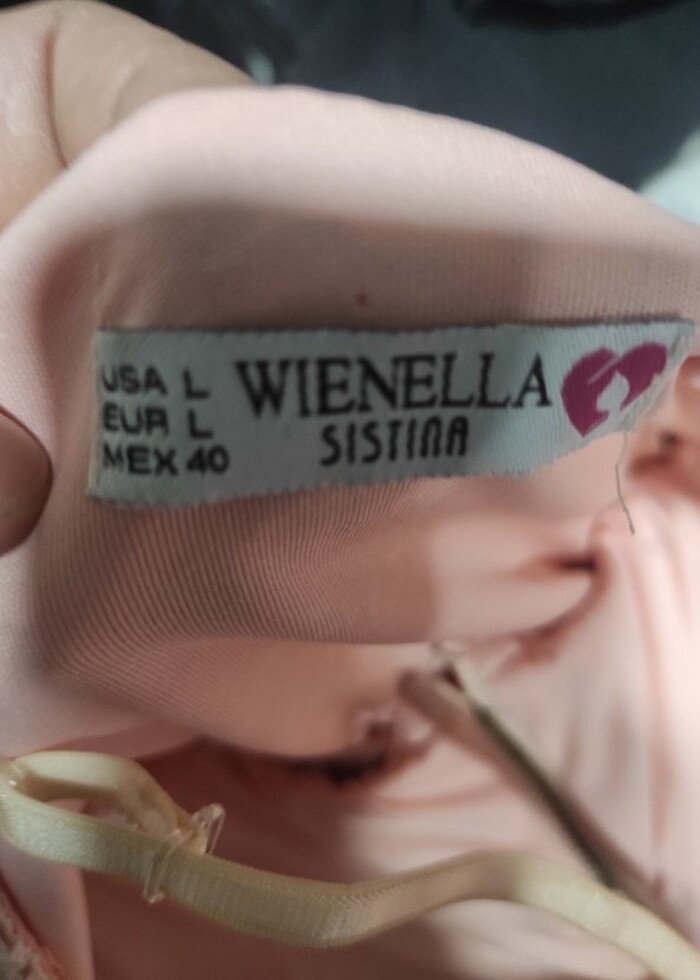 USA L
EUR L
MEX 40
WIENELLA
SISTINA